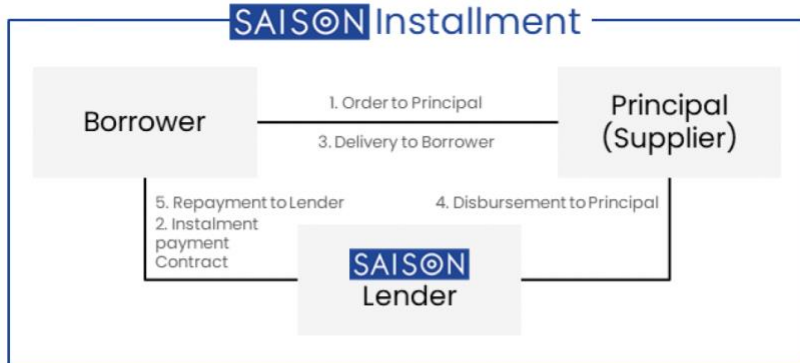 SAISON Installment
Borrower
1. Order to Principal
3. Delivery to Borrower
Principal
(Supplier)
5. Repayment to Lender
2. Instalment
payment
Contract
4. Disbursement to Principal
SAISON
Lender